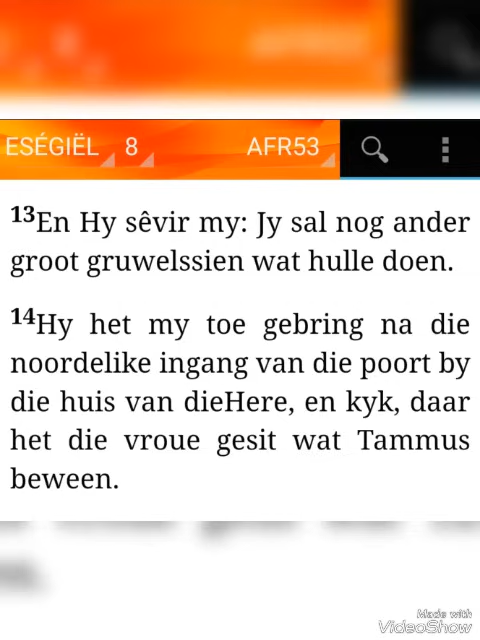 ESÉGIËL 8 AFR53
13En Hy sêvir my: Jy sal nog ander
groot gruwelssien wat hulle doen.
14Hy het my toe gebring na die
noordelike ingang van die poort by
die huis van dieHere, en kyk, daar
het die vroue gesit wat Tammus
beween.
Made with
VideoShow